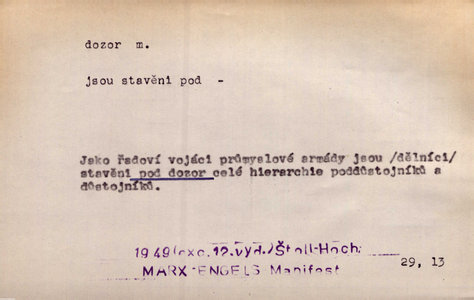 dozor m.
jsou stavěni pod -
Jako řadoví vojáci průmyslové armády jsou /dělníci/
stavěni pod dozor celé hierarchie poddůstojníků a
důstojníků.
1949(exc.12.vyd.)Štoll-Hoch:
MARX-ENGELS Manifest
29, 13